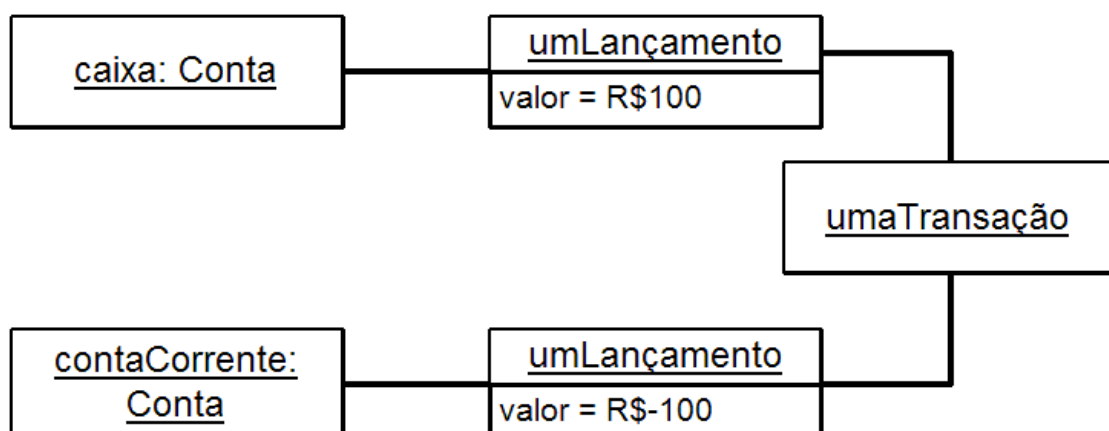 caixa: Conta
umLançamento
valor = R$100
umaTransação
contaCorrente:
Conta
umLançamento
valor = R$-100